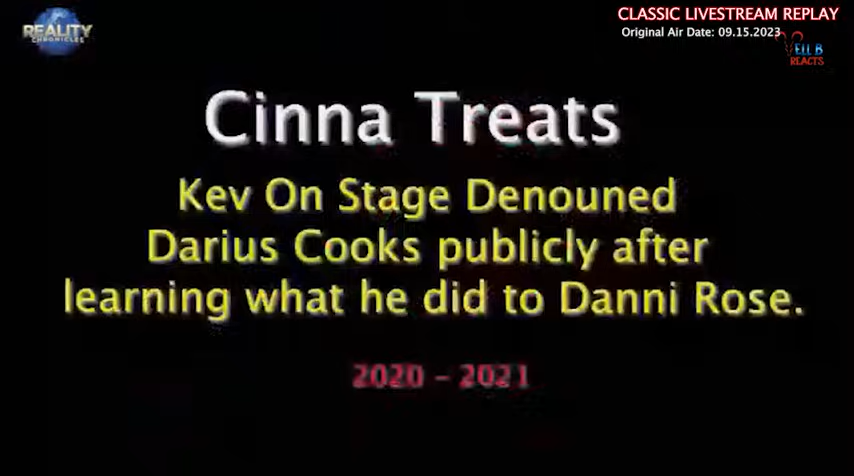 REALITY
CHRONICLES
CLASSIC LIVESTREAM REPLAY
Original Air Date: 09.15.2023
ELL B
REACTS
Cinna Treats
Kev On Stage Denouned
Darius Cooks publicly after
learning what he did to Danni Rose.
2020 - 2021